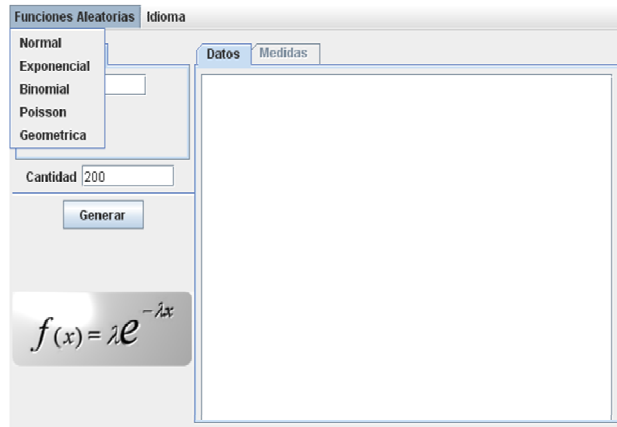 Funciones Aleatorias Idioma
Normal
Exponencial
Binomial
Poisson
Geometrica
Datos Medidas
Cantidad 200
Generar
f(x) = λe^{-λx}